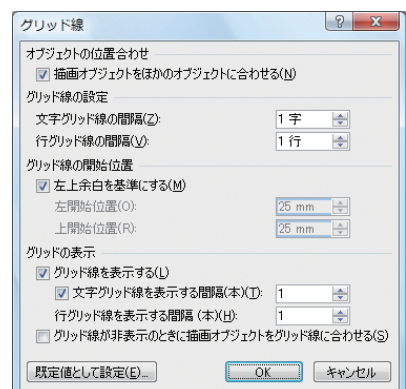 グリッド線
オブジェクトの位置合わせ
描画オブジェクトをほかのオブジェクトに合わせる(N)
グリッド線の設定
文字グリッド線の間隔(Z): 1 字
行グリッド線の間隔(V): 1 行
グリッド線の開始位置
左上余白を基準にする(M)
左開始位置(O): 25 mm
上開始位置(R): 25 mm
グリッドの表示
グリッド線を表示する(L)
文字グリッド線を表示する間隔(本)(T): 1
行グリッド線を表示する間隔 (本)(H): 1
グリッド線が非表示のときに描画オブジェクトをグリッド線に合わせる(S)
既定値として設定(E)... OK キャンセル